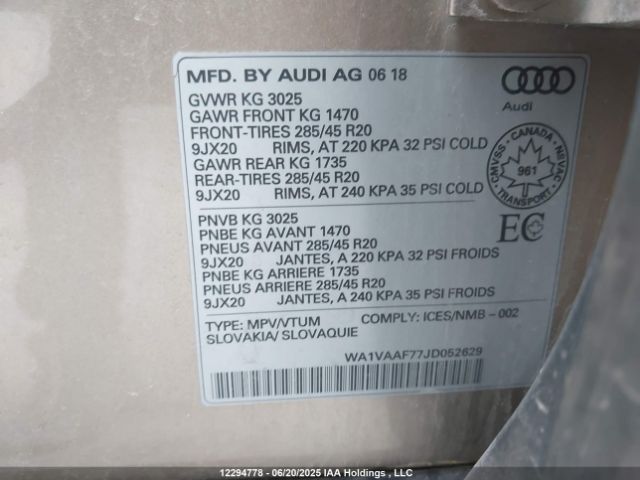 MFD. BY AUDI AG 06 18
GVWR KG 3025
GAWR FRONT KG 1470
FRONT-TIRES 285/45 R20
9JX20 RIMS, AT 220 KPA 32 PSI COLD
GAWR REAR KG 1735
REAR-TIRES 285/45 R20
9JX20 RIMS, AT 240 KPA 35 PSI COLD
Audi
CANADA
CMVSS
NSVAC
961
TRANSPORT
PNVB KG 3025
PNBE KG AVANT 1470
PNEUS AVANT 285/45 R20
9JX20 JANTES, A 220 KPA 32 PSI FROIDS
PNBE KG ARRIERE 1735
PNEUS ARRIERE 285/45 R20
9JX20 JANTES, A 240 KPA 35 PSI FROIDS
EC
TYPE: MPV/VTUM COMPLY: ICES/NMB - 002
SLOVAKIA/ SLOVAQUIE
WA1VAAF77JD052629
12294778 - 06/20/2025 IAA Holdings , LLC